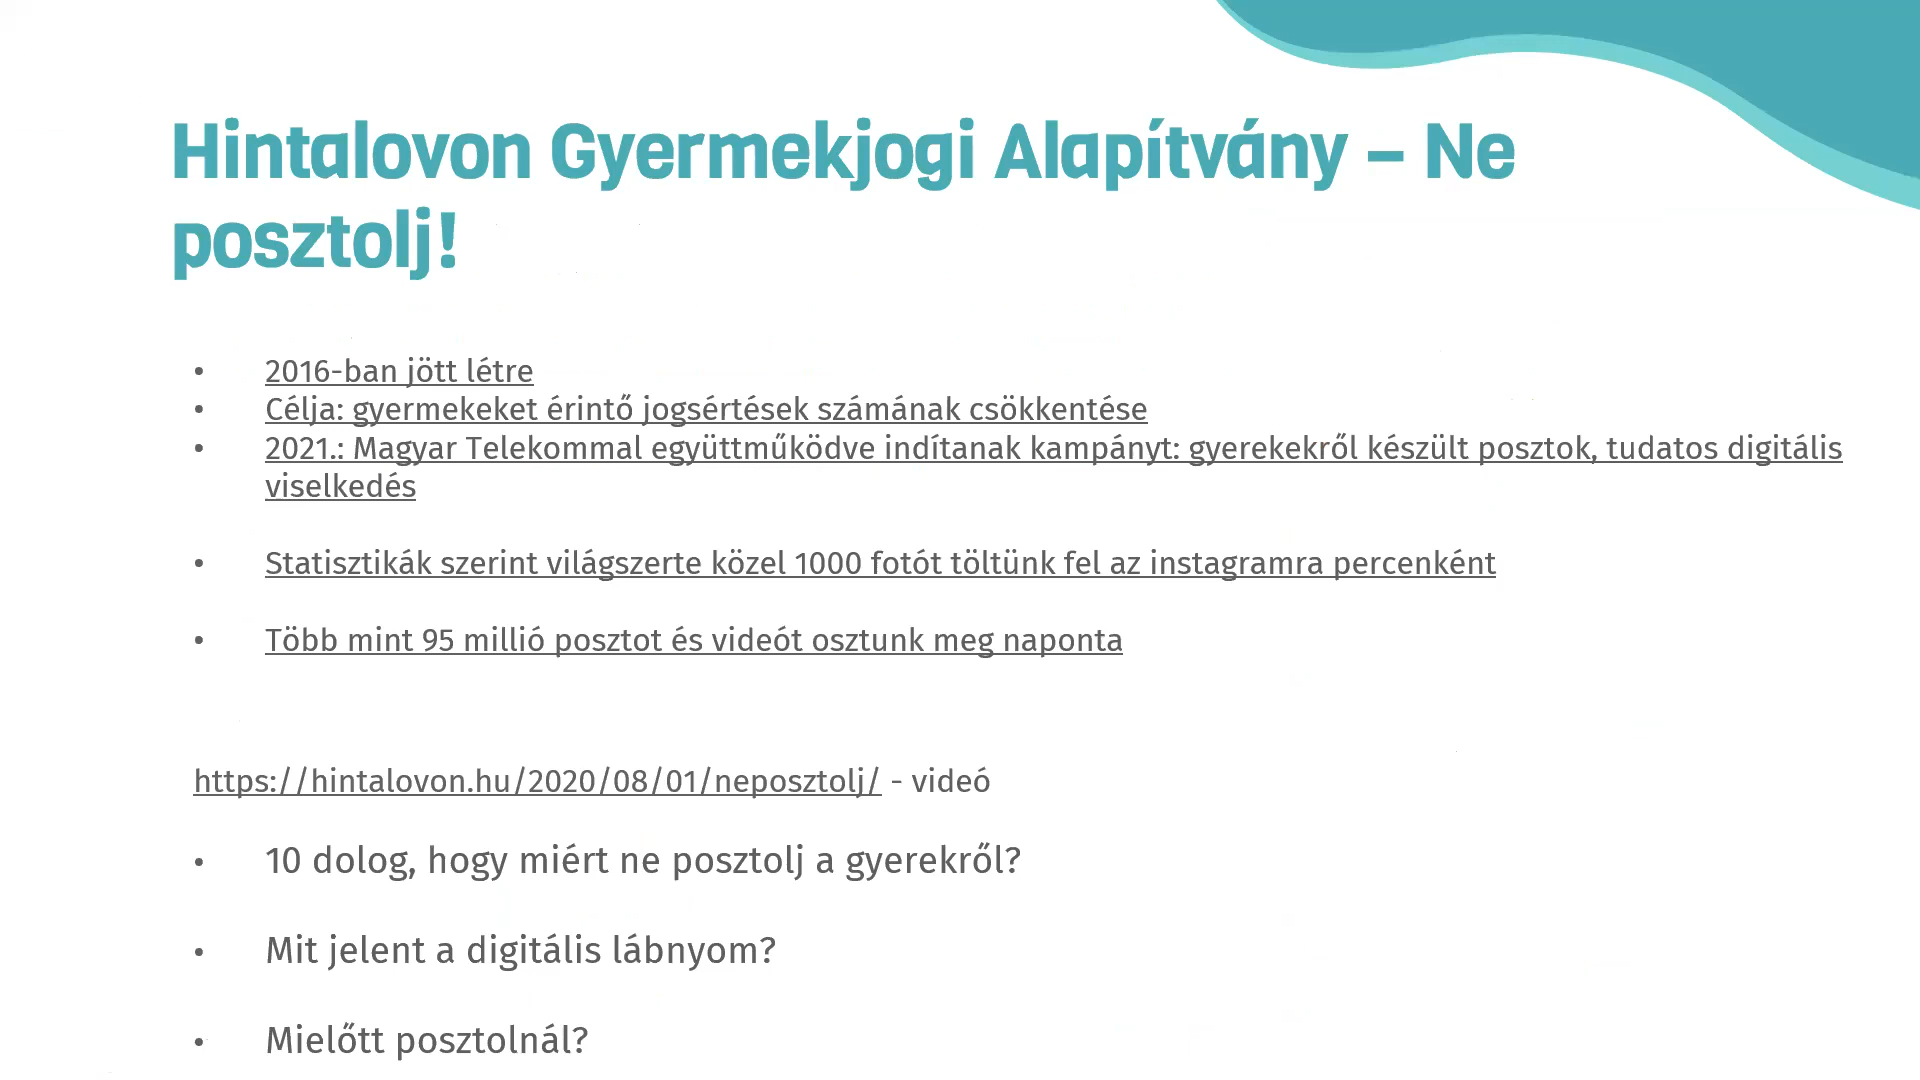 Hintalovon Gyermekjogi Alapítvány – Ne
posztolj!
• 2016-ban jött létre
• Célja: gyermekeket érintő jogsértések számának csökkentése
• 2021.: Magyar Telekommal együttműködve indítanak kampányt: gyerekekről készült posztok, tudatos digitális
viselkedés
• Statisztikák szerint világszerte közel 1000 fotót töltünk fel az instagramra percenként
• Több mint 95 millió posztot és videót osztunk meg naponta
https://hintalovon.hu/2020/08/01/neposztolj/ - videó
• 10 dolog, hogy miért ne posztolj a gyerekről?
• Mit jelent a digitális lábnyom?
• Mielőtt posztolnál?